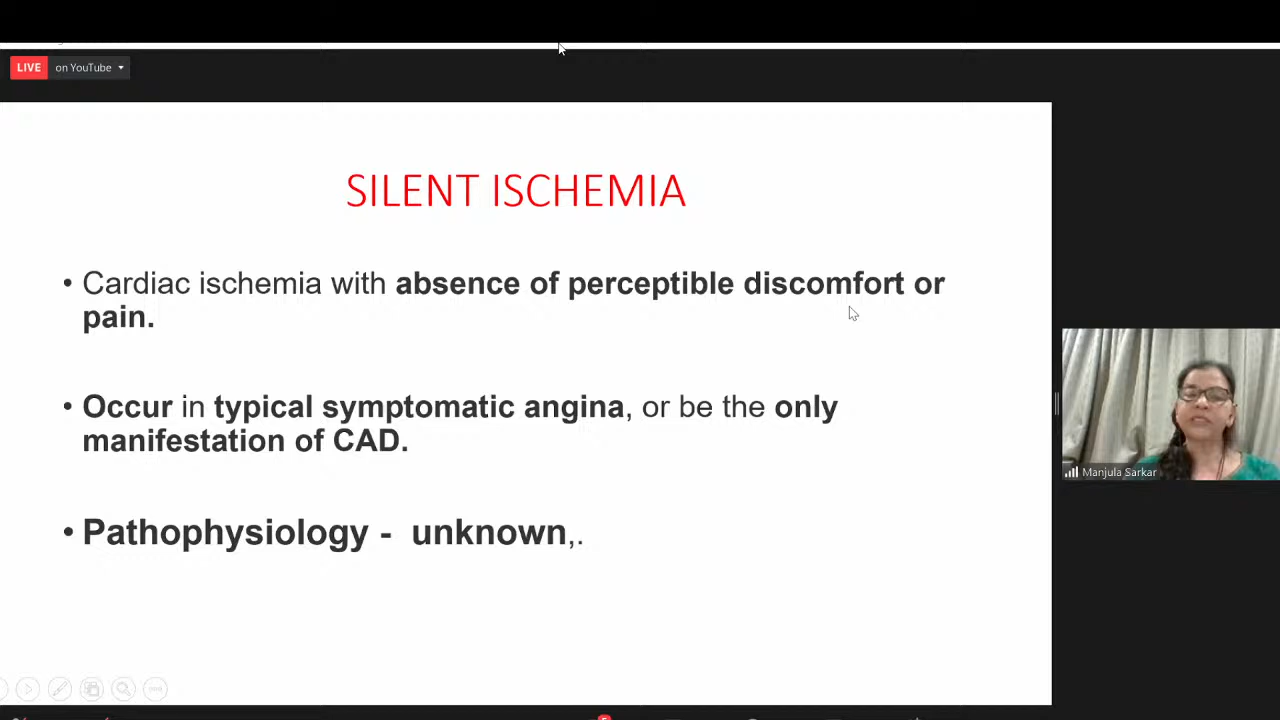 LIVE on YouTube
SILENT ISCHEMIA
• Cardiac ischemia with absence of perceptible discomfort or
pain.
• Occur in typical symptomatic angina, or be the only
manifestation of CAD.
• Pathophysiology - unknown,.
Manjula Sarkar